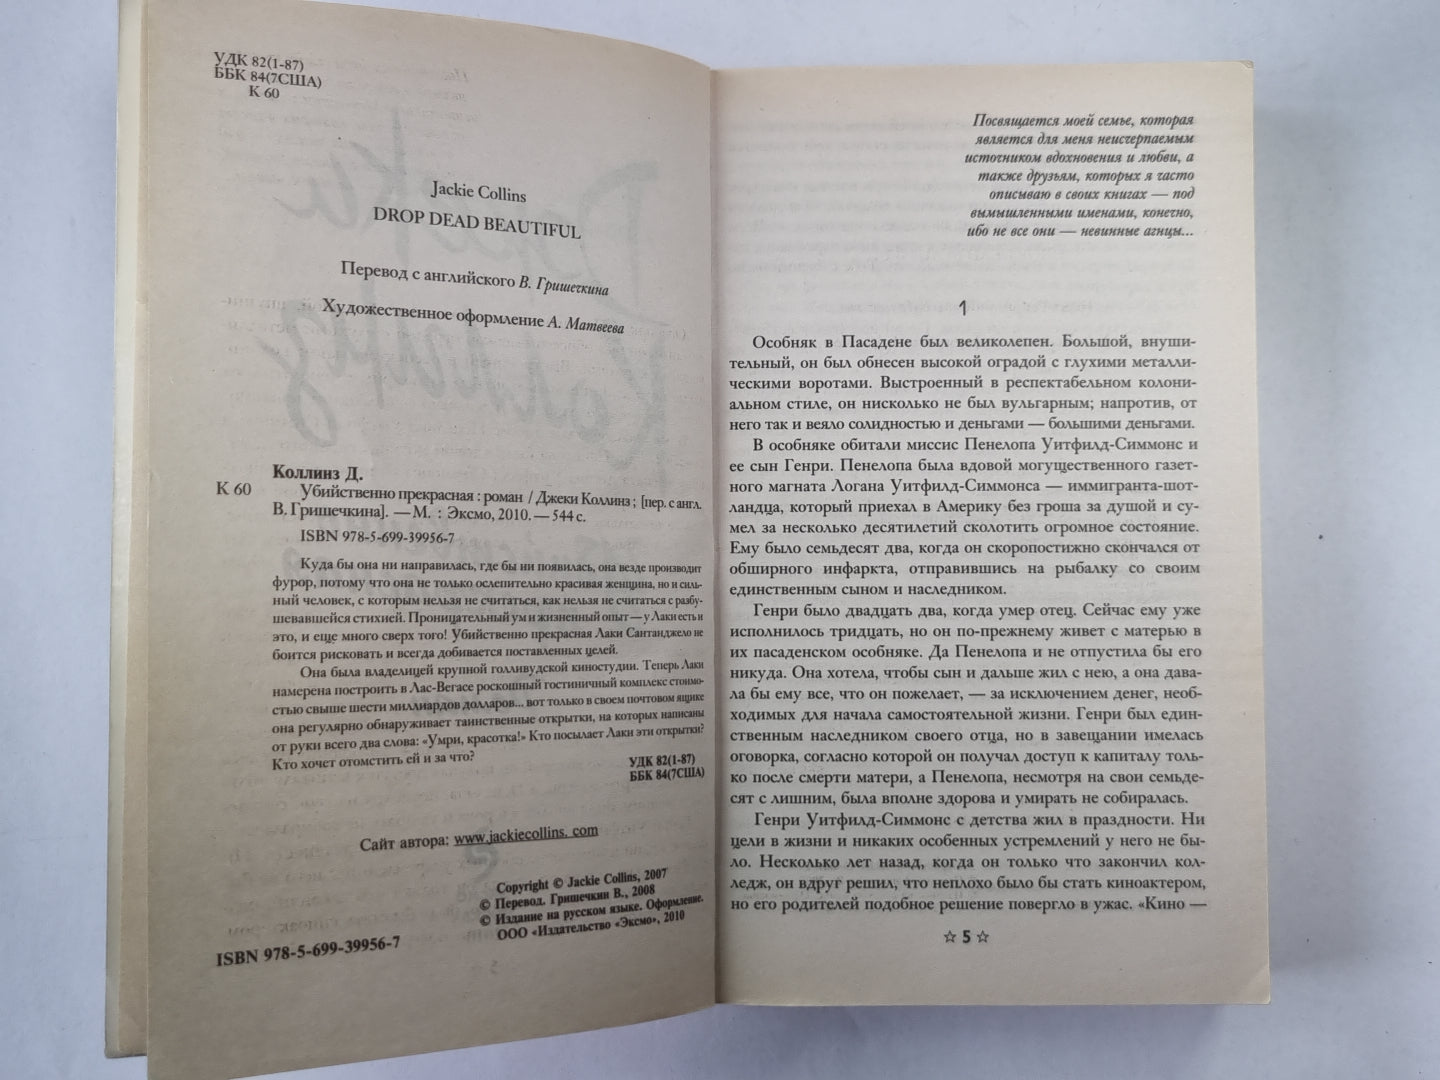 УДК 82(1-87)
ББК 84(7США)
К 60
Jackie Collins
DROP DEAD BEAUTIFUL
Перевод с английского В. Гришечкина
Художественное оформление А. Матвеева
Коллинз Д.
К 60
Убийственно прекрасная : роман / Джеки Коллинз ; [пер. с англ.
В. Гришечкина]. — М. : Эксмо, 2010. — 544 с.
ISBN 978-5-699-39956-7
Куда бы она ни направилась, где бы ни появилась, она везде производит
фурор, потому что она не только ослепительно красивая женщина, но и силь-
ный человек, с которым нельзя не считаться, как нельзя не считаться с разбу-
шевавшейся стихией. Проницательный ум и жизненный опыт — у Лаки есть и
это, и еще много сверх того! Убийственно прекрасная Лаки Сантанджело не
боится рисковать и всегда добивается поставленных целей.
Она была владелицей крупной голливудской киностудии. Теперь Лаки
намерена построить в Лас-Вегасе роскошный гостиничный комплекс стоимо-
стью свыше шести миллиардов долларов... вот только в своем почтовом ящике
она регулярно обнаруживает таинственные открытки, на которых написаны
от руки всего два слова: «Умри, красотка!» Кто посылает Лаки эти открытки?
Кто хочет отомстить ей и за что?
УДК 82(1-87)
ББК 84(7США)
Сайт автора: www.jackiecollins. com
Copyright © Jackie Collins, 2007
© Перевод. Гришечкин В., 2008
© Издание на русском языке. Оформление.
ООО «Издательство «Эксмо», 2010
ISBN 978-5-699-39956-7
Посвящается моей семье, которая
является для меня неисчерпаемым
источником вдохновения и любви, а
также друзьям, которых я часто
описываю в своих книгах — под
вымышленными именами, конечно,
ибо не все они — невинные агнцы...
1
Особняк в Пасадене был великолепен. Большой, внуши-
тельный, он был обнесен высокой оградой с глухими металли-
ческими воротами. Выстроенный в респектабельном колони-
альном стиле, он нисколько не был вульгарным; напротив, от
него так и веяло солидностью и деньгами — большими деньгами.
В особняке обитали миссис Пенелопа Уитфилд-Симмонс и
ее сын Генри. Пенелопа была вдовой могущественного газет-
ного магната Логана Уитфилд-Симмонса — иммигранта-шот-
ландца, который приехал в Америку без гроша за душой и су-
мел за несколько десятилетий сколотить огромное состояние.
Ему было семьдесят два, когда он скоропостижно скончался от
обширного инфаркта, отправившись на рыбалку со своим
единственным сыном и наследником.
Генри было двадцать два, когда умер отец. Сейчас ему уже
исполнилось тридцать, но он по-прежнему живет с матерью в
их пасаденском особняке. Да Пенелопа и не отпустила бы его
никуда. Она хотела, чтобы сын и дальше жил с нею, а она дава-
ла бы ему все, что он пожелает, — за исключением денег, необ-
ходимых для начала самостоятельной жизни. Генри был един-
ственным наследником своего отца, но в завещании имелась
оговорка, согласно которой он получал доступ к капиталу толь-
ко после смерти матери, а Пенелопа, несмотря на свои семьде-
сят с лишним, была вполне здорова и умирать не собиралась.
Генри Уитфилд-Симмонс с детства жил в праздности. Ни
цели в жизни и никаких особенных устремлений у него не бы-
ло. Несколько лет назад, когда он только что закончил кол-
ледж, он вдруг решил, что неплохо было бы стать киноактером,
но его родителей подобное решение повергло в ужас. «Кино —
☆ 5 ☆